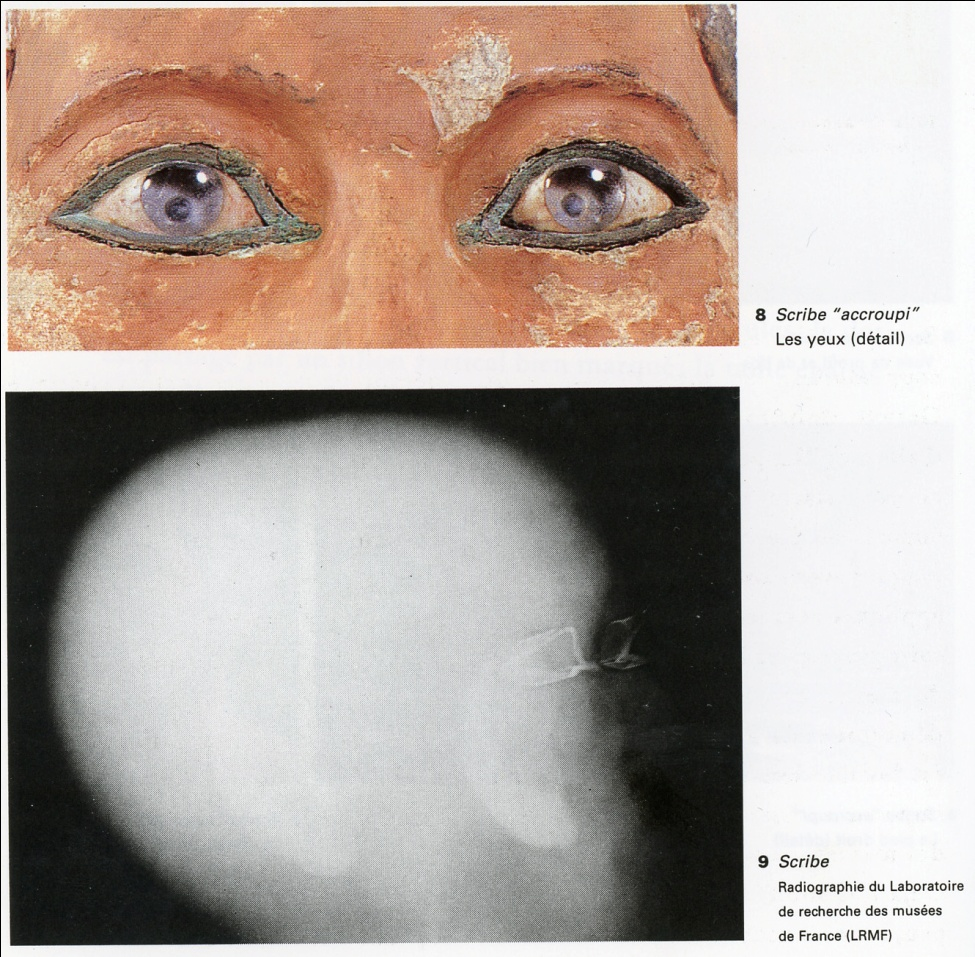 8 Scribe "accroupi"
Les yeux (détail)
9 Scribe
Radiographie du Laboratoire
de recherche des musées
de France (LRMF)